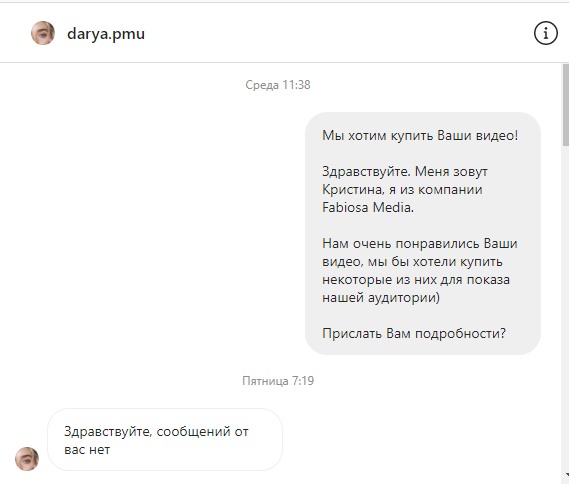 darya.pmu
Среда 11:38
Мы хотим купить Ваши видео!
Здравствуйте. Меня зовут
Кристина, я из компании
Fabiosa Media.
Нам очень понравились Ваши
видео, мы бы хотели купить
некоторые из них для показа
нашей аудитории)
Прислать Вам подробности?
Пятница 7:19
Здравствуйте, сообщений от
вас нет